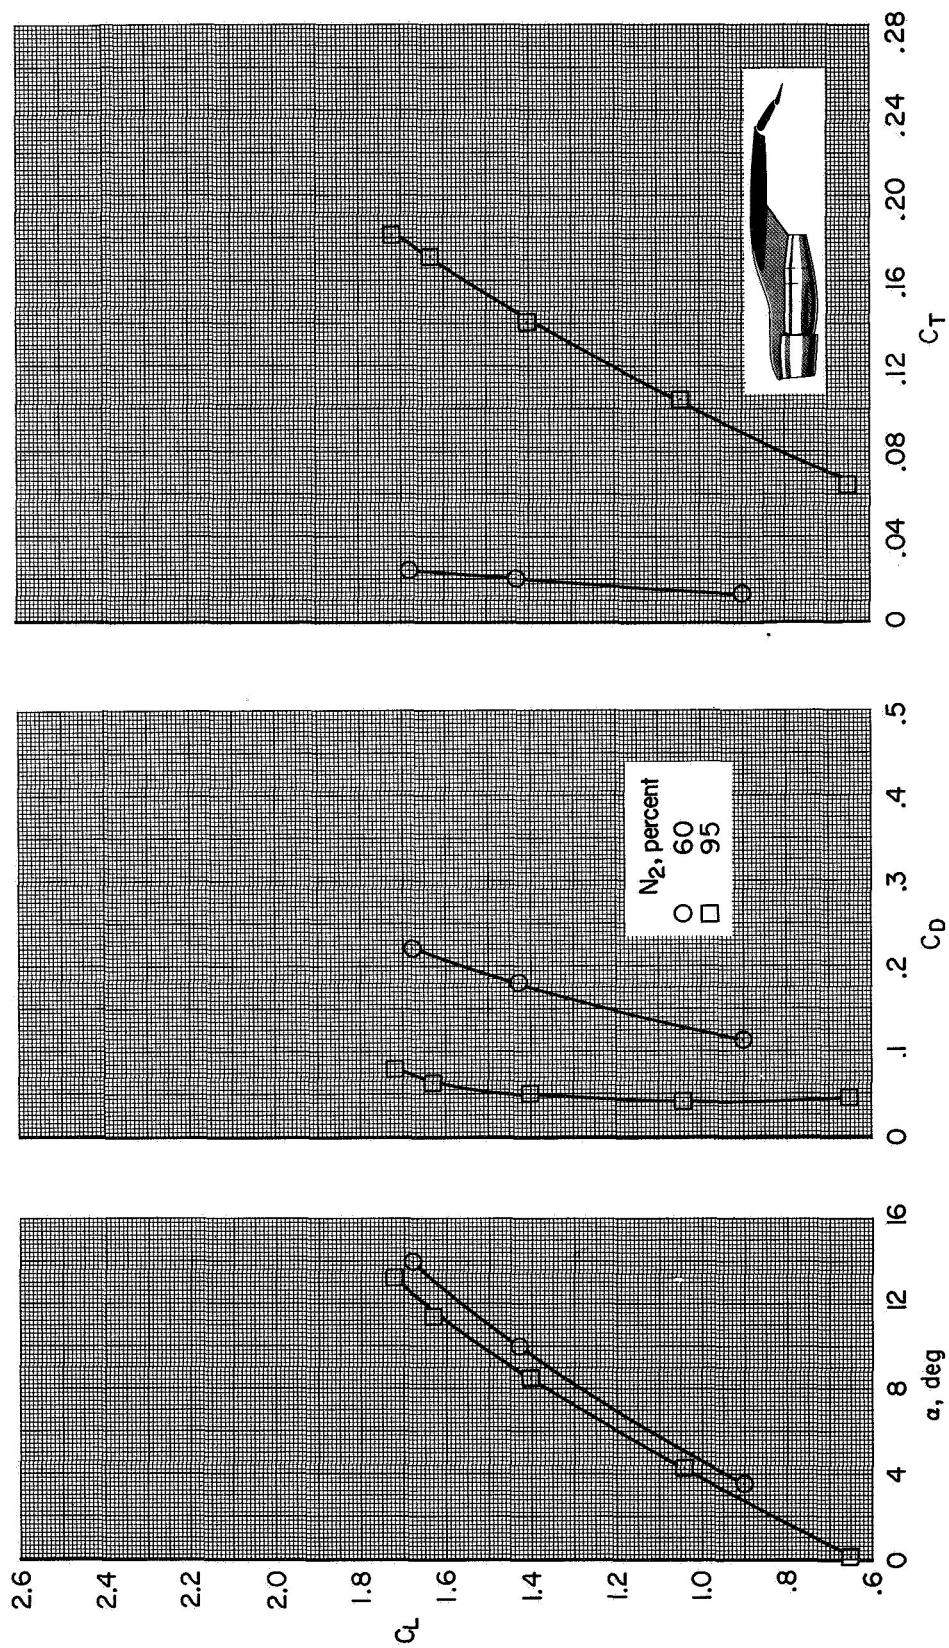 2.6
2.4
2.2
2.0
1.8
C_L
1.6
1.4
1.2
1.0
.8
.6
0 4 8 12 16
α, deg
0 .1 .2 .3 .4 .5
C_D
N₂, percent
○ 60
□ 95
0 .04 .08 .12 .16 .20 .24 .28
C_T